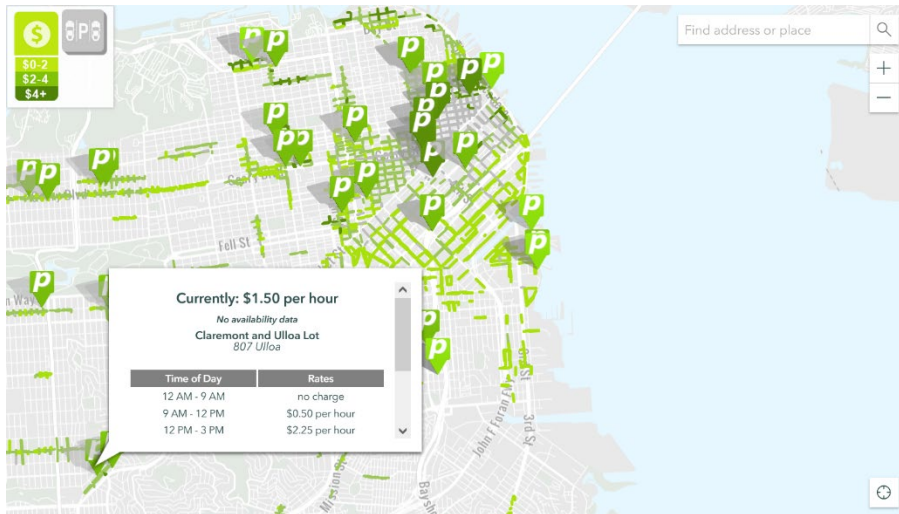 $
P
$0-2
$2-4
$4+
Find address or place
Fell St
Currently: $1.50 per hour
No availability data
Claremont and Ulloa Lot
807 Ulloa
Time of Day Rates
12 AM - 9 AM no charge
9 AM - 12 PM $0.50 per hour
12 PM - 3 PM $2.25 per hour
John F Foran Fwy
3rd St
Mission St